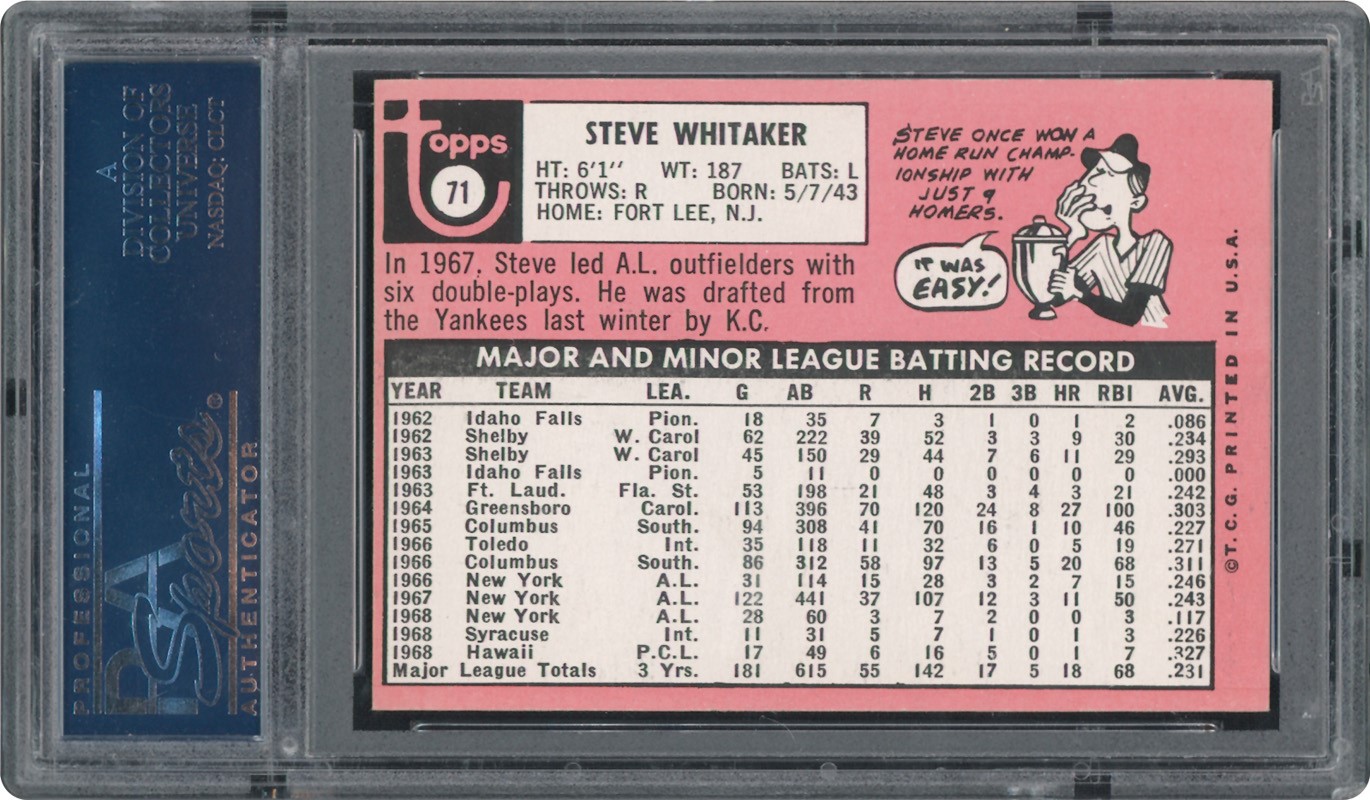 A
DIVISION OF
COLLECTORS
UNIVERSE
NASDAQ: CLCT
PROFESSIONAL
PSA
Sports®
AUTHENTICATOR
topps
71
STEVE WHITAKER
HT: 6'1" WT: 187 BATS: L
THROWS: R BORN: 5/7/43
HOME: FORT LEE, N.J.
STEVE ONCE WON A
HOME RUN CHAMP-
IONSHIP WITH
JUST 9
HOMERS.
IT WAS
EASY!
In 1967, Steve led A.L. outfielders with
six double-plays. He was drafted from
the Yankees last winter by K.C.
MAJOR AND MINOR LEAGUE BATTING RECORD
YEAR TEAM LEA. G AB R H 2B 3B HR RBI AVG.
1962 Idaho Falls Pion. 18 35 7 3 1 0 1 2 .086
1962 Shelby W. Carol 62 222 39 52 3 3 9 30 .234
1963 Shelby W. Carol 45 150 29 44 7 6 11 29 .293
1963 Idaho Falls Pion. 5 11 0 0 0 0 0 0 .000
1963 Ft. Laud. Fla. St. 53 198 21 48 3 4 3 21 .242
1964 Greensboro Carol. 113 396 70 120 24 8 27 100 .303
1965 Columbus South. 94 308 41 70 16 1 10 46 .227
1966 Toledo Int. 35 118 11 32 6 0 5 19 .271
1966 Columbus South. 86 312 58 97 13 5 20 68 .311
1966 New York A.L. 31 114 15 28 3 2 7 15 .246
1967 New York A.L. 122 441 37 107 12 3 11 50 .243
1968 New York A.L. 28 60 3 7 2 0 0 3 .117
1968 Syracuse Int. 11 31 5 7 1 0 1 3 .226
1968 Hawaii P.C.L. 17 49 6 16 5 0 1 7 .327
Major League Totals 3 Yrs. 181 615 55 142 17 5 18 68 .231
©T.C.G. PRINTED IN U.S.A.